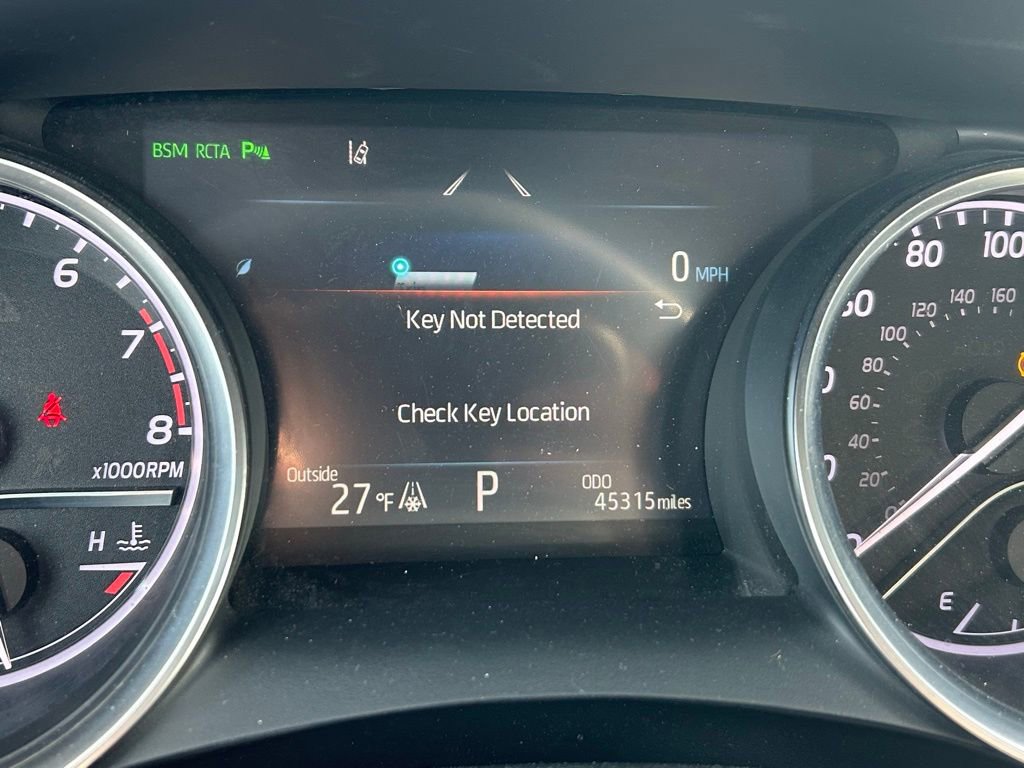 BSM RCTA P
0 MPH
Key Not Detected
Check Key Location
Outside
27 °F
P
ODO
45315 miles
6
7
8
x1000RPM
H
80
100
120
140
160
100
80
60
40
20
0
E